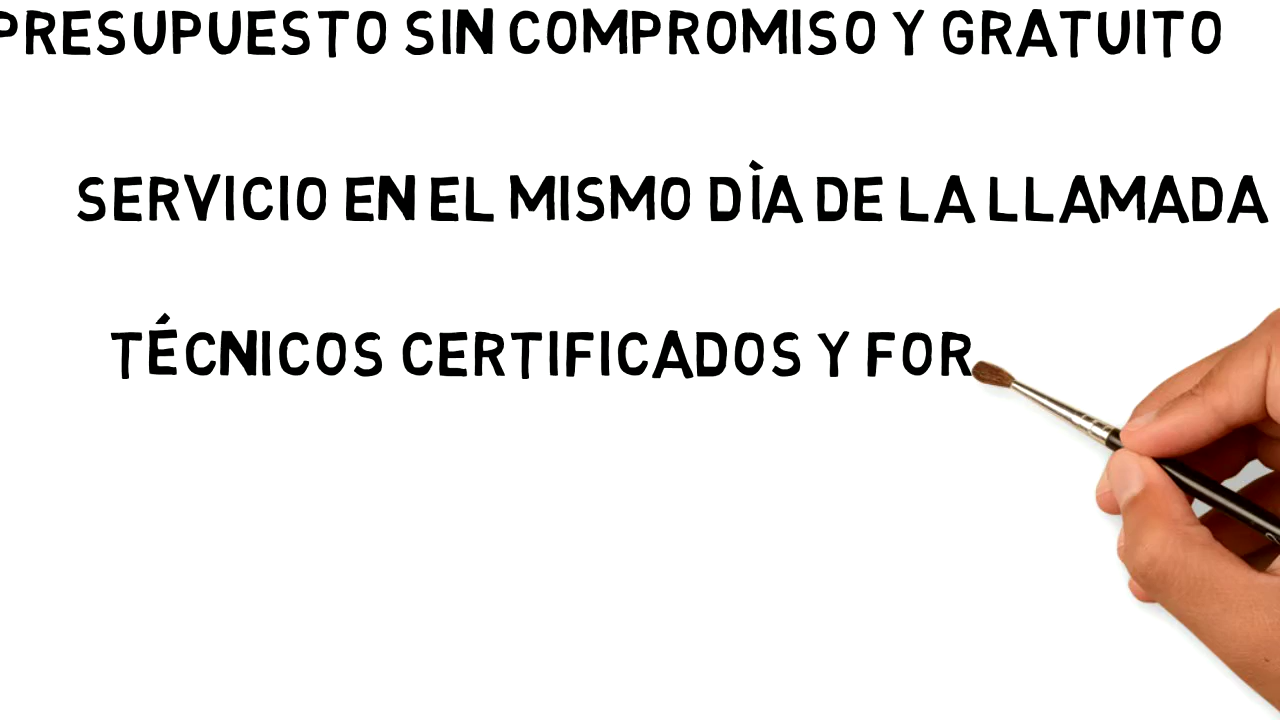 PRESUPUESTO SIN COMPROMISO Y GRATUITO
SERVICIO EN EL MISMO DÌA DE LA LLAMADA
TÉCNICOS CERTIFICADOS Y FOR